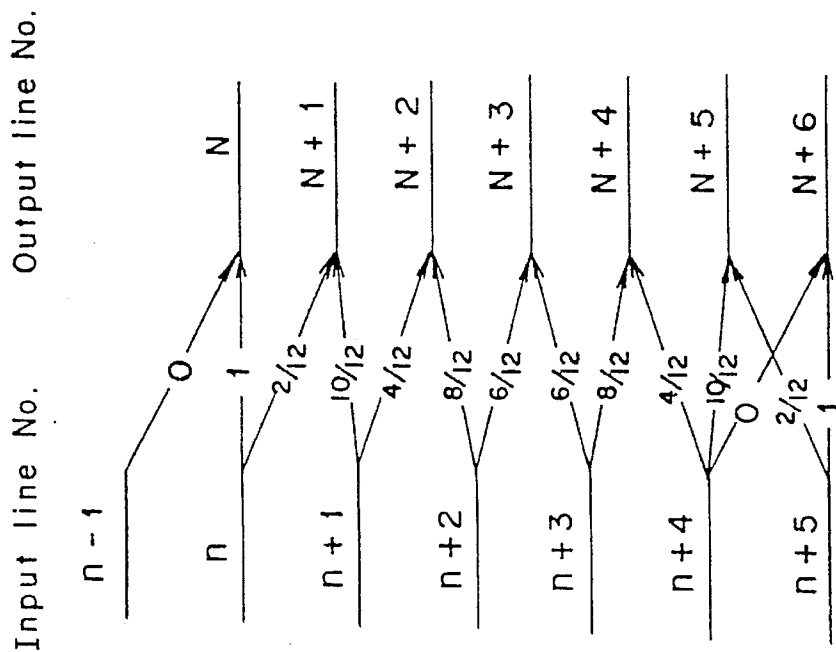 Input line No. Output line No.
n-1
0
N
n
1
2/12
N+1
n+1
10/12
4/12
N+2
n+2
8/12
6/12
N+3
n+3
6/12
8/12
N+4
n+4
4/12
10/12
0
N+5
n+5
2/12
1
N+6